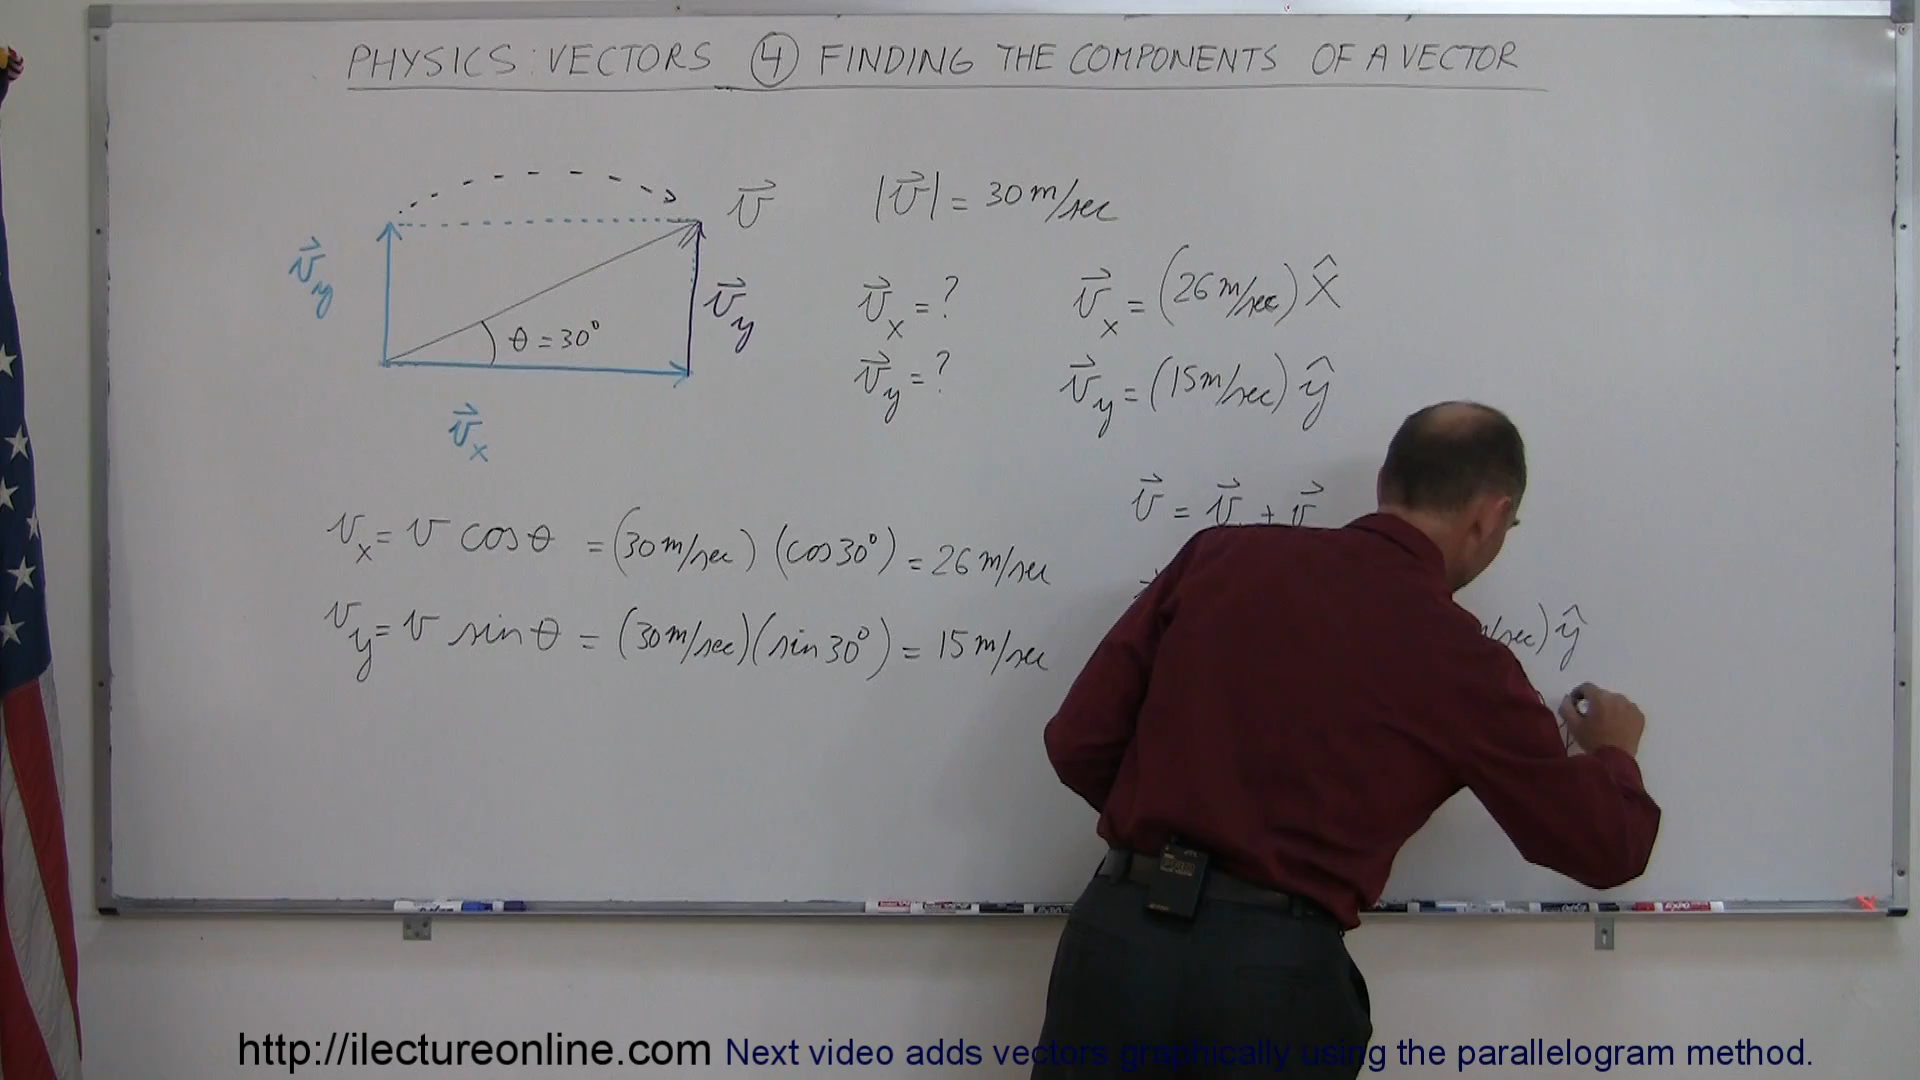 PHYSICS: VECTORS ④ FINDING THE COMPONENTS OF A VECTOR
v⃗
|v⃗| = 30 m/sec
v⃗y
v⃗y
θ = 30°
v⃗x
v⃗x = ?
v⃗x = (26 m/sec) x̂
v⃗y = ?
v⃗y = (15 m/sec) ŷ
v⃗ = v⃗ + v⃗
vx = v cos θ = (30 m/sec) (cos 30°) = 26 m/sec
vy = v sin θ = (30 m/sec)(sin 30°) = 15 m/sec
m/sec) ŷ
http://ilectureonline.com Next video adds vectors graphically using the parallelogram method.